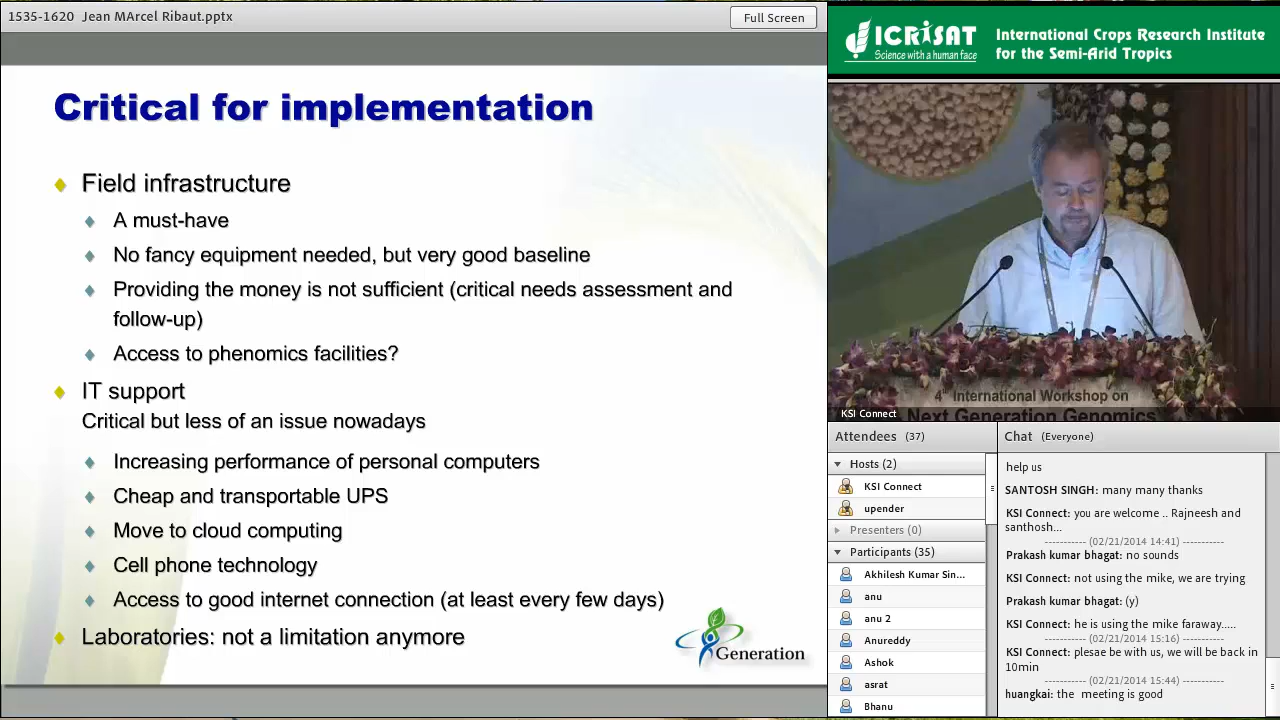 1535-1620 Jean MArcel Ribaut.pptx
Full Screen
Critical for implementation
Field infrastructure
A must-have
No fancy equipment needed, but very good baseline
Providing the money is not sufficient (critical needs assessment and
follow-up)
Access to phenomics facilities?
IT support
Critical but less of an issue nowadays
Increasing performance of personal computers
Cheap and transportable UPS
Move to cloud computing
Cell phone technology
Access to good internet connection (at least every few days)
Laboratories: not a limitation anymore
Generation
ICRISAT
Science with a human face
International Crops Research Institute
for the Semi-Arid Tropics
4th International Workshop on
Next Generation Genomics
KSI Connect
Attendees (37)
Hosts (2)
KSI Connect
upender
Presenters (0)
Participants (35)
Akhilesh Kumar Sin...
anu
anu 2
Anureddy
Ashok
asrat
Bhanu
Chat (Everyone)
help us
SANTOSH SINGH: many many thanks
KSI Connect: you are welcome .. Rajneesh and
santhosh...
---------- (02/21/2014 14:41) ----------
Prakash kumar bhagat: no sounds
KSI Connect: not using the mike, we are trying
Prakash kumar bhagat: (y)
KSI Connect: he is using the mike faraway.....
---------- (02/21/2014 15:16) ----------
KSI Connect: plesae be with us, we will be back in
10min
---------- (02/21/2014 15:44) ----------
huangkai: the meeting is good